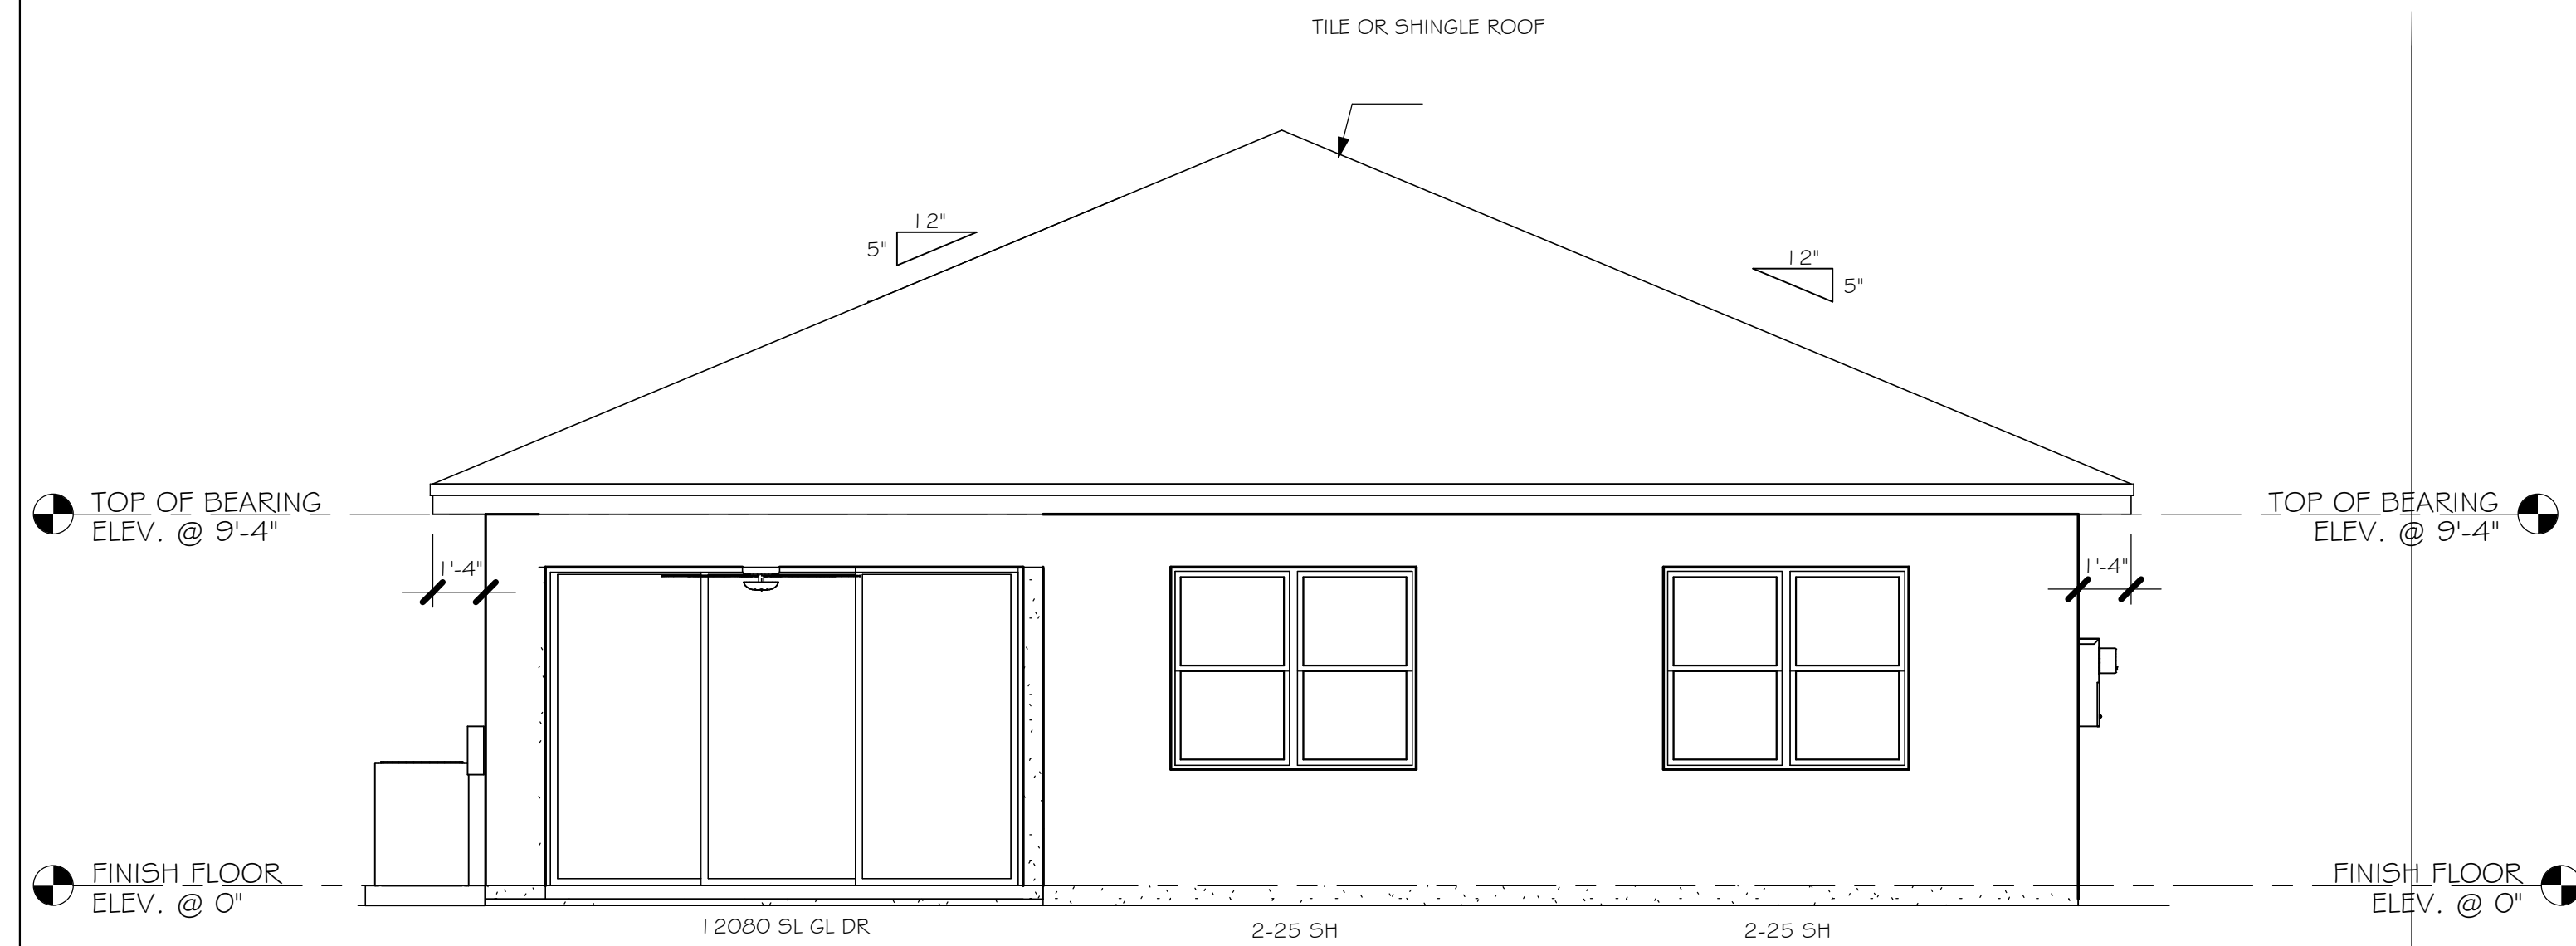 TILE OR SHINGLE ROOF
12"
5"
12"
5"
TOP OF BEARING
ELEV. @ 9'-4"
TOP OF BEARING
ELEV. @ 9'-4"
1'-4"
1'-4"
FINISH FLOOR
ELEV. @ 0"
FINISH FLOOR
ELEV. @ 0"
12080 SL GL DR
2-25 SH
2-25 SH